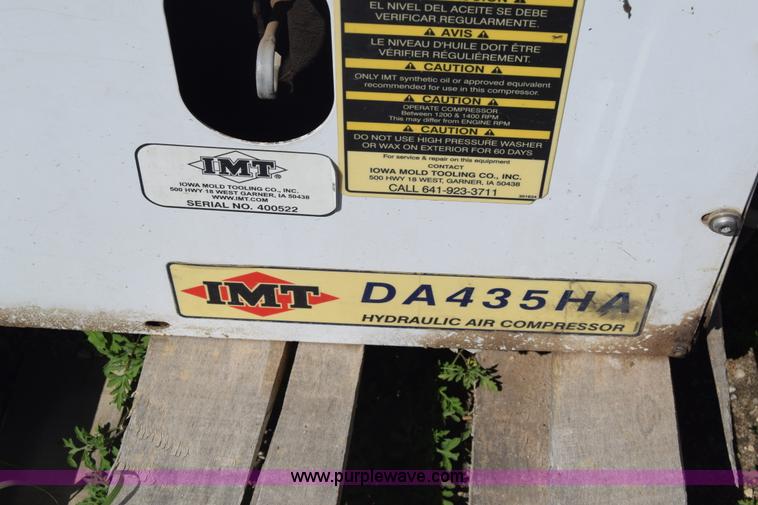 EL NIVEL DEL ACEITE SE DEBE
VERIFICAR REGULARMENTE.
AVIS
LE NIVEAU D'HUILE DOIT ÊTRE
VÉRIFIER RÉGULIÈREMENT.
CAUTION
ONLY IMT synthetic oil or approved equivalent
recommended for use in this compressor.
CAUTION
OPERATE COMPRESSOR
Between 1200 & 1400 RPM
This may differ from ENGINE RPM
CAUTION
DO NOT USE HIGH PRESSURE WASHER
OR WAX ON EXTERIOR FOR 60 DAYS
For service & repair on this equipment
CONTACT
IOWA MOLD TOOLING CO., INC.
500 HWY 18 WEST, GARNER, IA 50438
CALL 641-923-3711
IMT®
IOWA MOLD TOOLING CO., INC.
500 HWY 18 WEST GARNER, IA 50438
WWW.IMT.COM
SERIAL NO. 400522
IMT DA435HA
HYDRAULIC AIR COMPRESSOR
www.purplewave.com